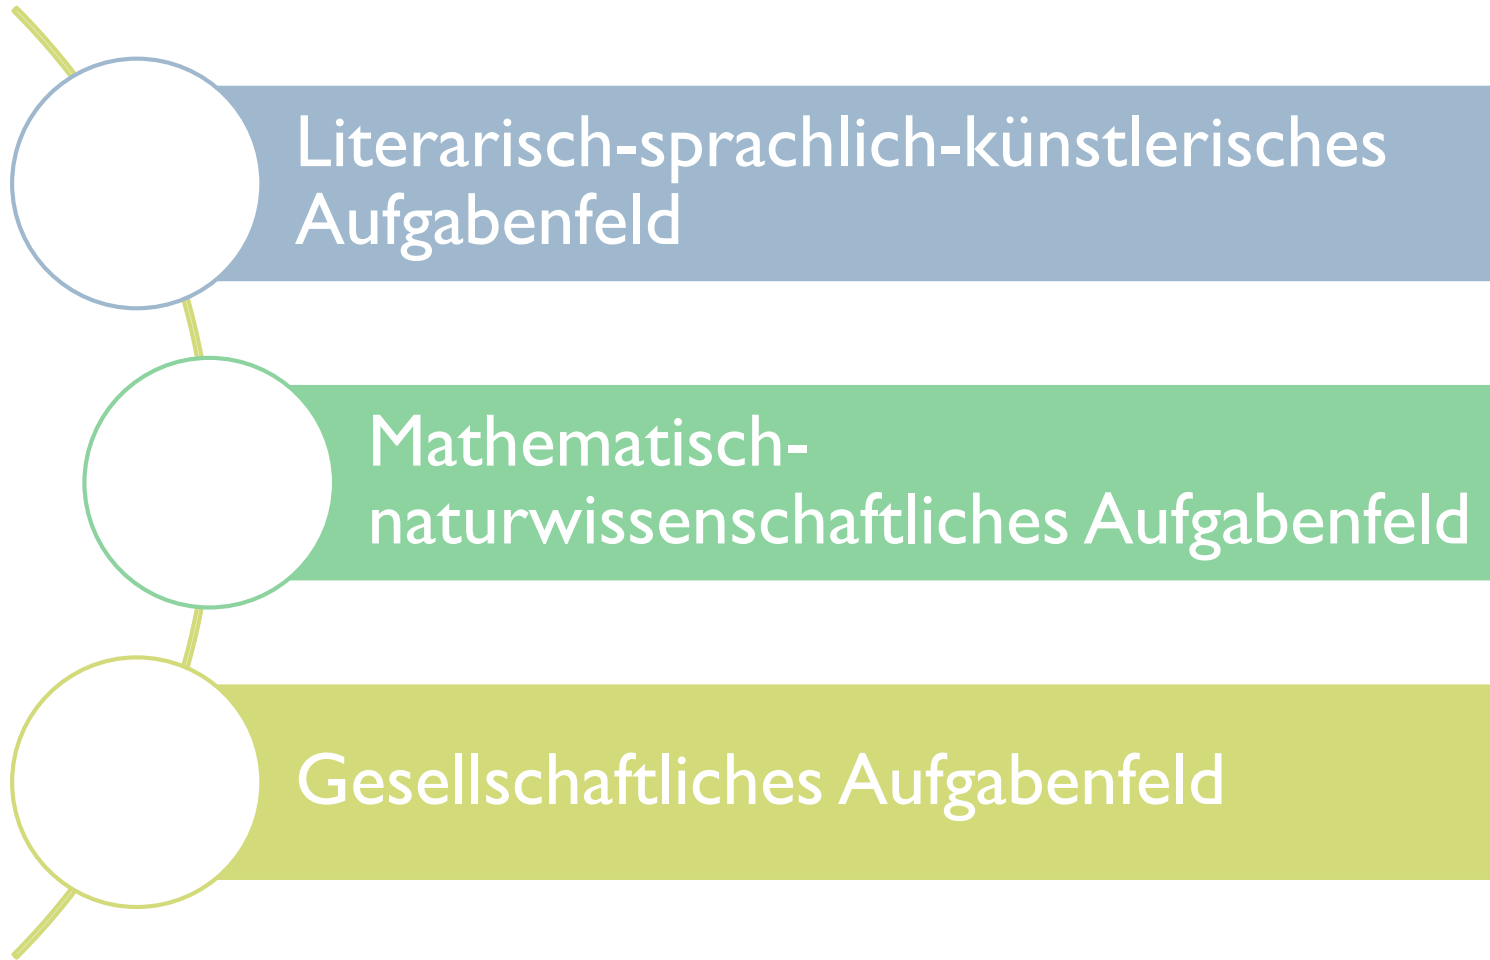 Literarisch-sprachlich-künstlerisches
Aufgabenfeld
Mathematisch-
naturwissenschaftliches Aufgabenfeld
Gesellschaftliches Aufgabenfeld